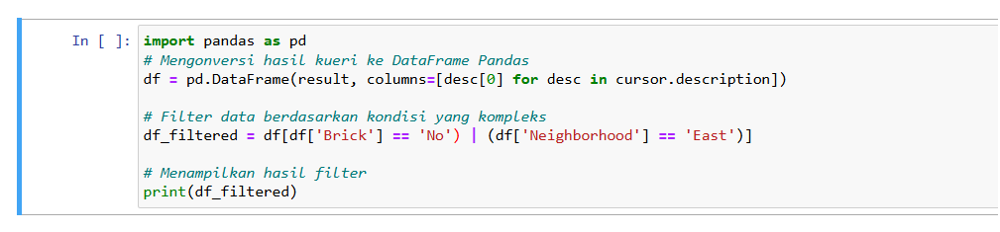 In [ ]: import pandas as pd
# Mengonversi hasil kueri ke DataFrame Pandas
df = pd.DataFrame(result, columns=[desc[0] for desc in cursor.description])
# Filter data berdasarkan kondisi yang kompleks
df_filtered = df[df['Brick'] == 'No') | (df['Neighborhood'] == 'East')]
# Menampilkan hasil filter
print(df_filtered)